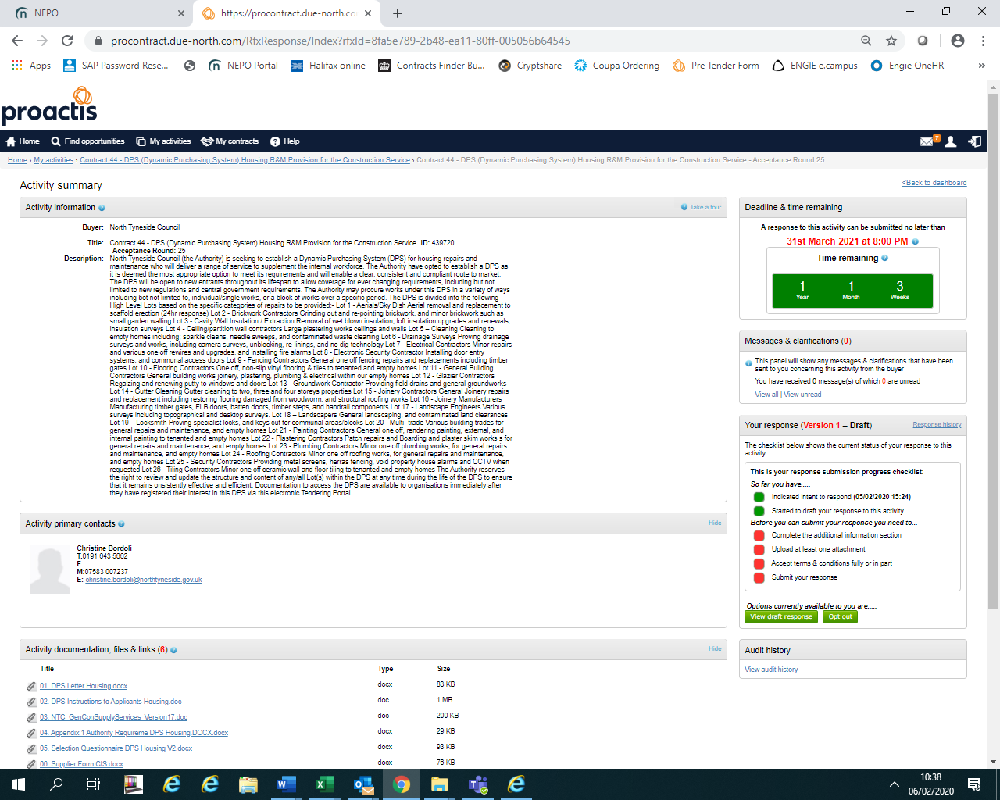 NEPO
https://procontract.due-north.co
procontract.due-north.com/RfxResponse/Index?rfxId=8fa5e789-2b48-ea11-80ff-005056b64545
Apps
SAP Password Rese...
NEPO Portal
Halifax online
Contracts Finder Bu...
Cryptshare
Coupa Ordering
Pre Tender Form
ENGIE e.campus
Engie OneHR
»
proactis
Home
Find opportunities
My activities
My contracts
Help
7
Home › My activities › Contract 44 - DPS (Dynamic Purchasing System) Housing R&M Provision for the Construction Service › Contract 44 - DPS (Dynamic Purchasing System) Housing R&M Provision for the Construction Service - Acceptance Round 25
Activity summary
<Back to dashboard
Activity information
Take a tour
Buyer: North Tyneside Council
Title: Contract 44 - DPS (Dynamic Purchasing System) Housing R&M Provision for the Construction Service ID: 439720
Acceptance Round: 25
Description: North Tyneside Council (the Authority) is seeking to establish a Dynamic Purchasing System (DPS) for housing repairs and
maintenance who will deliver a range of service to supplement the internal workforce. The Authority have opted to establish a DPS as
it is deemed the most appropriate option to meet its requirements and will enable a clear, consistent and compliant route to market.
The DPS will be open to new entrants throughout its lifespan to allow coverage for ever changing requirements, including but not
limited to new regulations and central government requirements. The Authority may procure works under this DPS in a variety of ways
including but not limited to, individual/single works, or a block of works over a specific period. The DPS is divided into the following
High Level Lots based on the specific categories of repairs to be provided:- Lot 1 - Aerials/Sky Dish Aerial removal and replacement to
scaffold erection (24hr response) Lot 2 - Brickwork Contractors Grinding out and re-pointing brickwork, and minor brickwork such as
small garden walling Lot 3 - Cavity Wall Insulation / Extraction Removal of wet blown insulation, loft insulation upgrades and renewals,
insulation surveys Lot 4 - Ceiling/partition wall contractors Large plastering works ceilings and walls Lot 5 – Cleaning Cleaning to
empty homes including; sparkle cleans, needle sweeps, and contaminated waste cleaning Lot 6 - Drainage Surveys Proving drainage
surveys and works, including camera surveys, unblocking, re-linings, and no dig technology Lot 7 - Electrical Contractors Minor repairs
and various one off rewires and upgrades, and installing fire alarms Lot 8 - Electronic Security Contractor Installing door entry
systems, and communal access doors Lot 9 - Fencing Contractors General one off fencing repairs and replacements including timber
gates Lot 10 - Flooring Contractors One off, non-slip vinyl flooring & tiles to tenanted and empty homes Lot 11 - General Building
Contractors General building works joinery, plastering, plumbing & electrical within our empty homes Lot 12 - Glazier Contractors
Regalzing and renewing putty to windows and doors Lot 13 - Groundwork Contractor Providing field drains and general groundworks
Lot 14 - Gutter Cleaning Gutter cleaning to two, three and four storeys properties Lot 15 - Joinery Contractors General Joinery repairs
and replacement including restoring flooring damaged from woodworm, and structural roofing works Lot 16 - Joinery Manufacturers
Manufacturing timber gates, FLB doors, batten doors, timber steps, and handrail components Lot 17 - Landscape Engineers Various
surveys including topographical and desktop surveys. Lot 18 – Landscapers General landscaping, and contaminated land clearances
Lot 19 – Locksmith Proving specialist locks, and keys cut for communal areas/blocks Lot 20 - Multi- trade Various building trades for
general repairs and maintenance, and empty homes Lot 21 - Painting Contractors General one off, rendering painting, external, and
internal painting to tenanted and empty homes Lot 22 - Plastering Contractors Patch repairs and Boarding and plaster skim works s for
general repairs and maintenance, and empty homes Lot 23 - Plumbing Contractors Minor one off plumbing works, for general repairs
and maintenance, and empty homes Lot 24 - Roofing Contractors Minor one off roofing works, for general repairs and maintenance,
and empty homes Lot 25 - Security Contractors Providing metal screens, herras fencing, void property house alarms and CCTV when
requested Lot 26 - Tiling Contractors Minor one off ceramic wall and floor tiling to tenanted and empty homes The Authority reserves
the right to review and update the structure and content of any/all Lot(s) within the DPS at any time during the life of the DPS to ensure
that it remains onsistently effective and efficient. Documentation to access the DPS are available to organisations immediately after
they have registered their interest in this DPS via this electronic Tendering Portal.
Activity primary contacts
Hide
Christine Bordoli
T:0191 643 5662
F:
M:07583 007237
E: christine.bordoli@northtyneside.gov.uk
Activity documentation, files & links (6)
Hide
Title Type Size
01. DPS Letter Housing.docx docx 83 KB
02. DPS Instructions to Applicants Housing.doc doc 1 MB
03. NTC_GenConSupplyServices_Version17.doc doc 200 KB
04. Appendix 1 Authority Requireme DPS Housing.DOCX.docx docx 29 KB
05. Selection Questionnaire DPS Housing V2.docx docx 93 KB
06. Supplier Form CIS.docx docx 76 KB
Deadline & time remaining
A response to this activity can be submitted no later than
31st March 2021 at 8:00 PM
Time remaining
1 1 3
Year Month Weeks
Messages & clarifications (0)
This panel will show any messages & clarifications that have been
sent to you concerning this activity from the buyer
You have received 0 message(s) of which 0 are unread
View all | View unread
Your response (Version 1 – Draft)
Response history
The checklist below shows the current status of your response to this
activity
This is your response submission progress checklist:
So far you have.....
Indicated intent to respond (05/02/2020 15:24)
Started to draft your response to this activity
Before you can submit your response you need to...
Complete the additional information section
Upload at least one attachment
Accept terms & conditions fully or in part
Submit your response
Options currently available to you are.....
View draft response
Opt out
Audit history
View audit history
10:38
06/02/2020